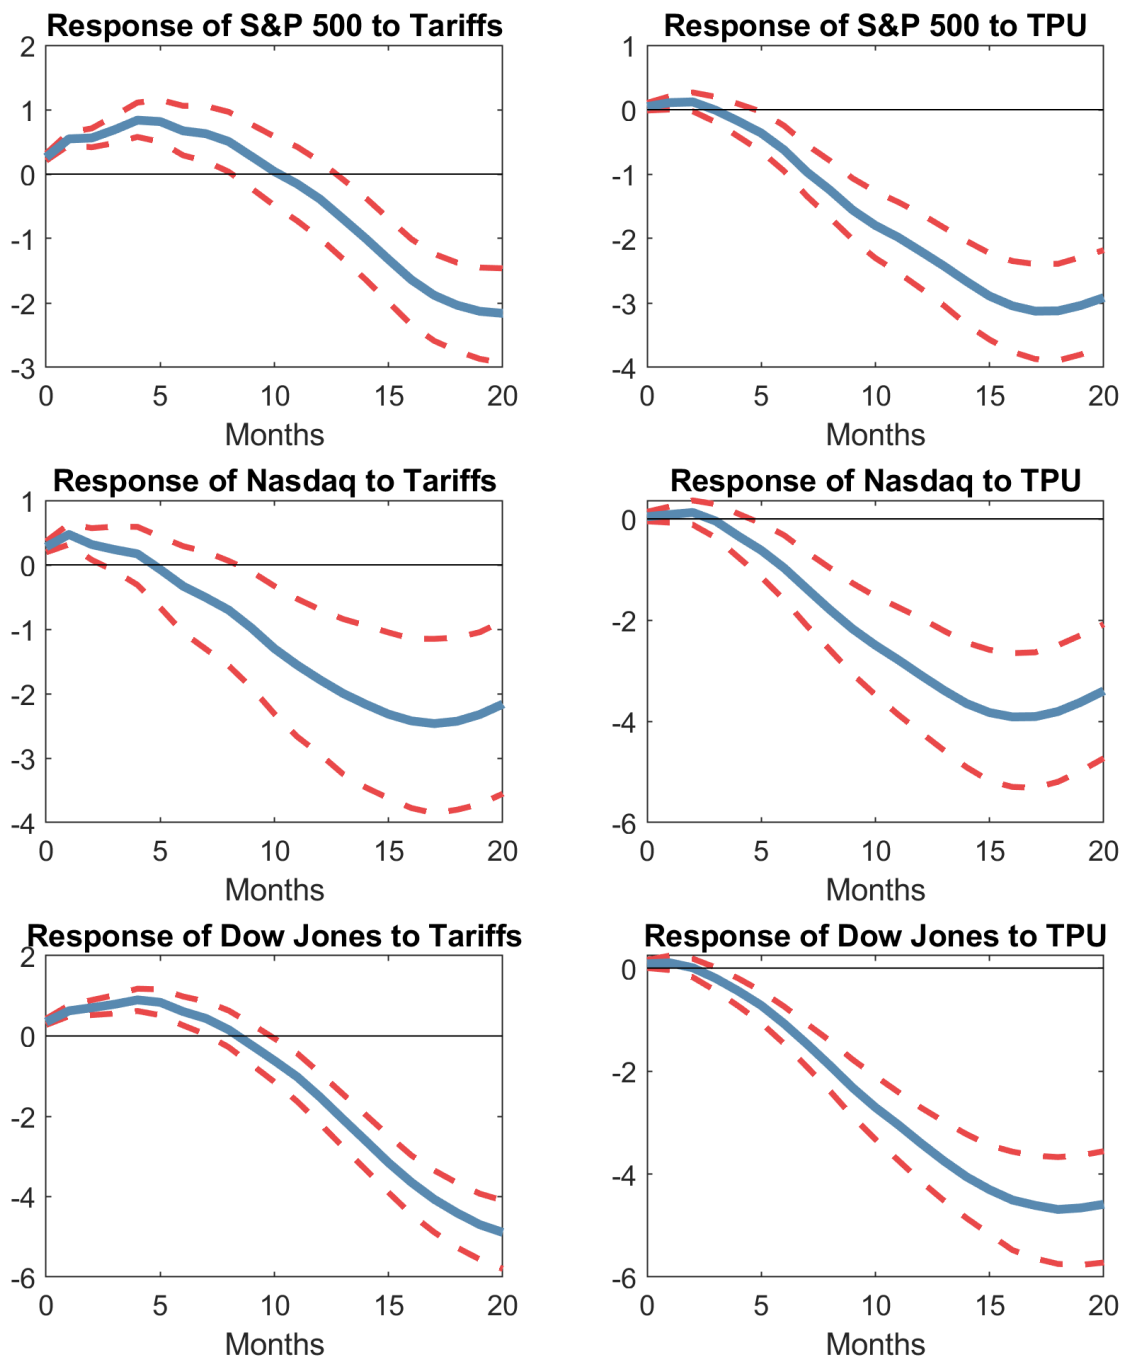 Response of S&P 500 to Tariffs
2
1
0
-1
-2
-3
0 5 10 15 20
Months
Response of S&P 500 to TPU
1
0
-1
-2
-3
-4
0 5 10 15 20
Months
Response of Nasdaq to Tariffs
1
0
-1
-2
-3
-4
0 5 10 15 20
Months
Response of Nasdaq to TPU
0
-2
-4
-6
0 5 10 15 20
Months
Response of Dow Jones to Tariffs
2
0
-2
-4
-6
0 5 10 15 20
Months
Response of Dow Jones to TPU
0
-2
-4
-6
0 5 10 15 20
Months